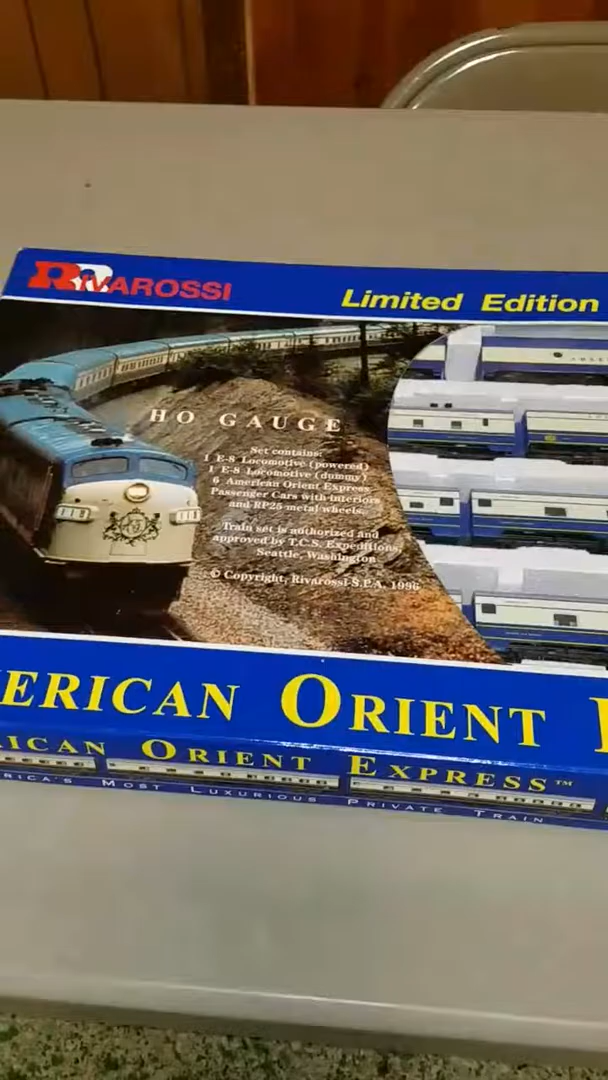 RIVAROSSI
Limited Edition
HO GAUGE
Set contains:
1 E-8 Locomotive (powered)
1 E-8 Locomotive (dummy)
6 American Orient Express
Passenger Cars with interiors
and RP25 metal wheels.
Train set is authorized and
approved by T.C.S. Expeditions,
Seattle, Washington
© Copyright, Rivarossi S.P.A. 1996
ERICAN ORIENT E
RICAN ORIENT EXPRESS™
RICA'S MOST LUXURIOUS PRIVATE TRAIN